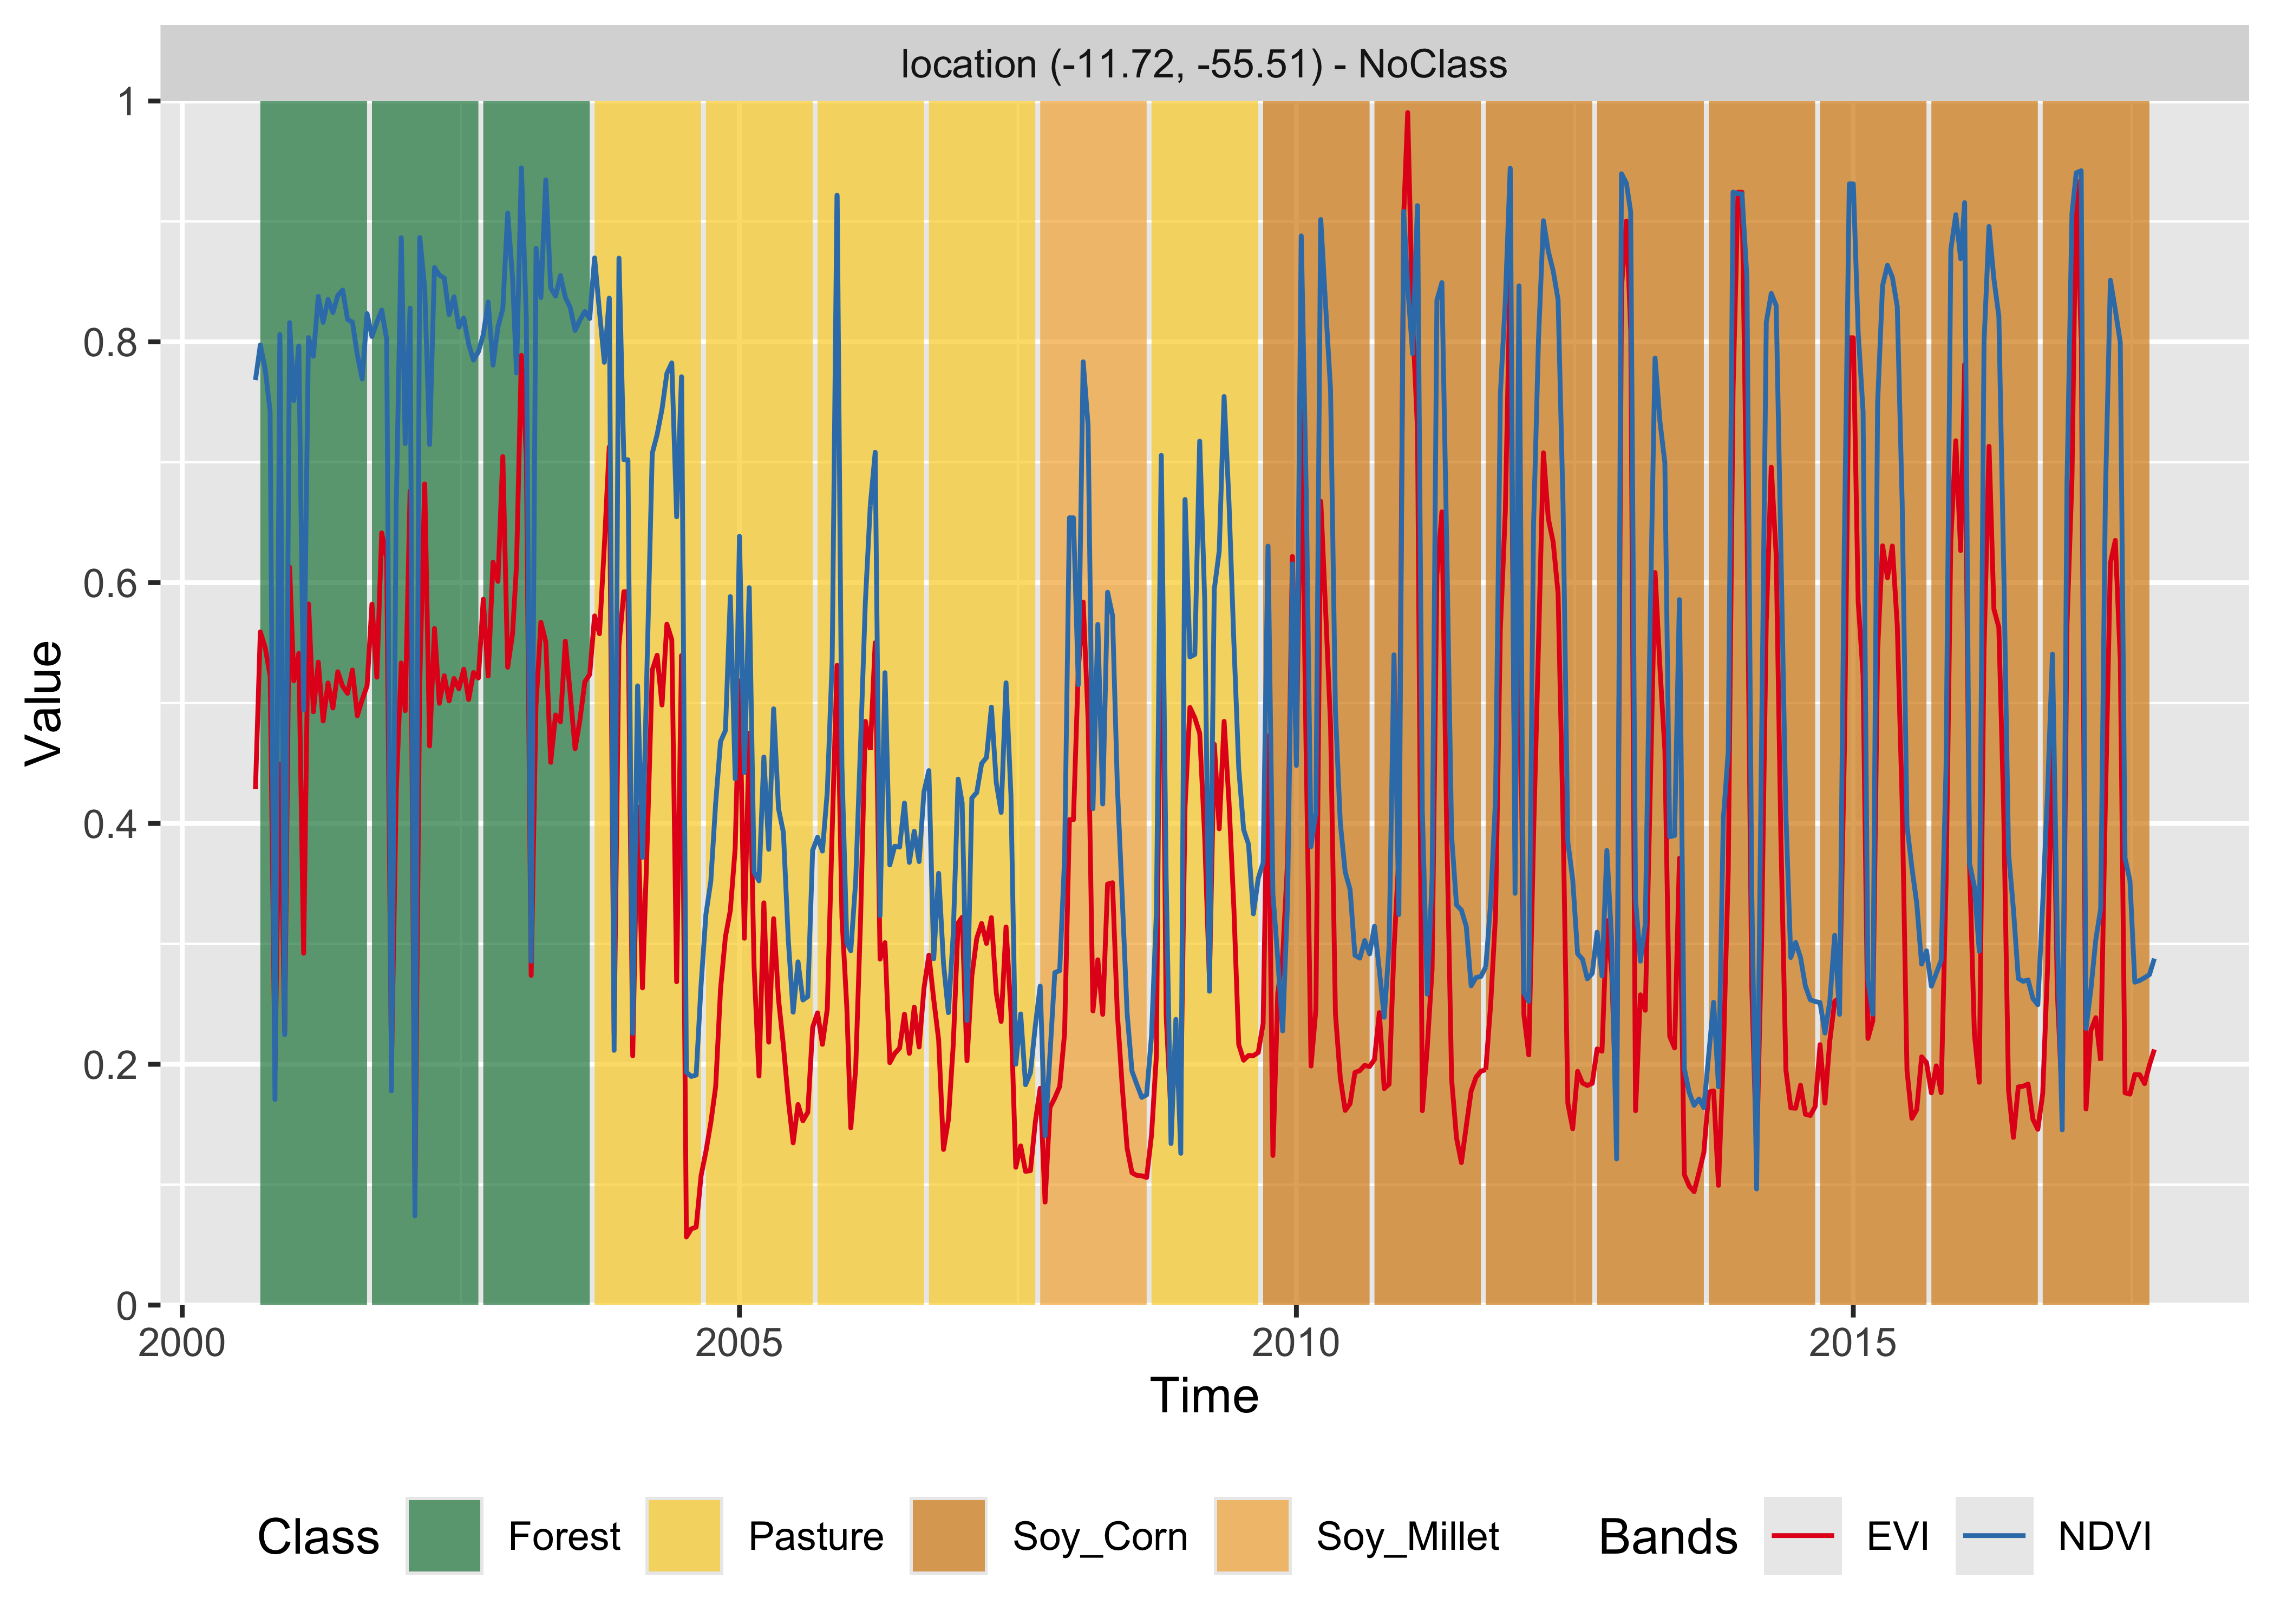 location (-11.72, -55.51) - NoClass
1
0.8
0.6
0.4
0.2
0
Value
2000 2005 2010 2015
Time
Class Forest Pasture Soy_Corn Soy_Millet Bands EVI NDVI